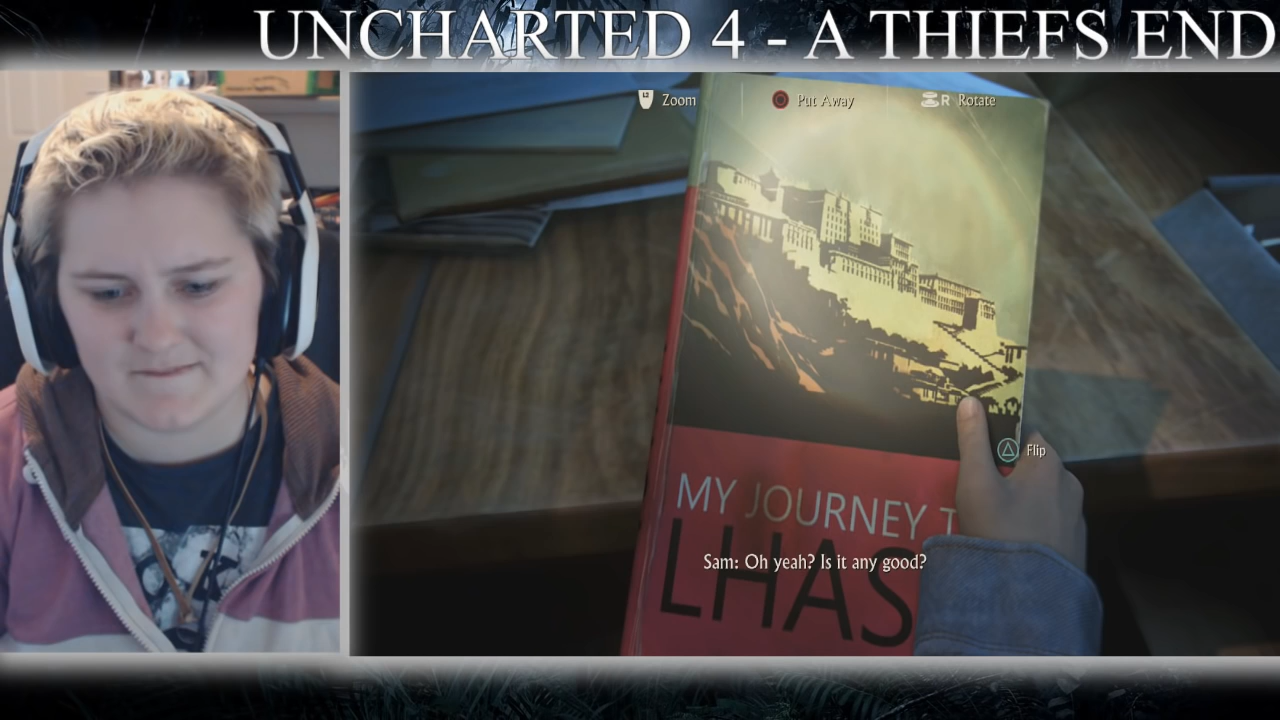 UNCHARTED 4 - A THIEFS END
L2 Zoom
Put Away
R Rotate
Flip
MY JOURNEY T
LHAS
Sam: Oh yeah? Is it any good?